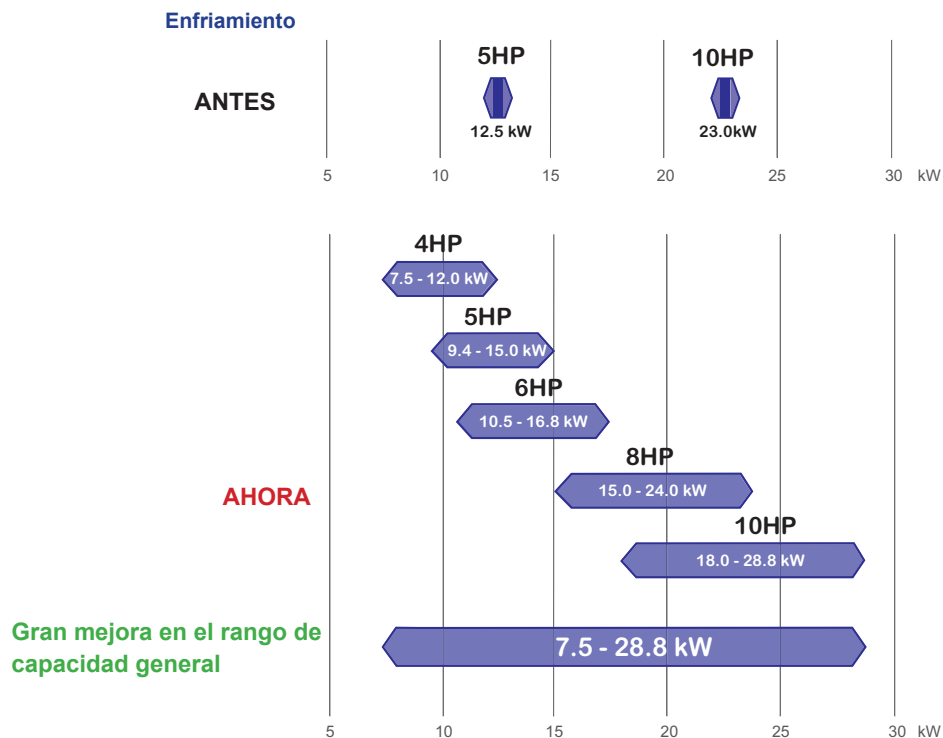 Enfriamiento
5HP
10HP
ANTES
12.5 kW
23.0kW
5 10 15 20 25 30 kW
4HP
7.5 - 12.0 kW
5HP
9.4 - 15.0 kW
6HP
10.5 - 16.8 kW
8HP
15.0 - 24.0 kW
AHORA
10HP
18.0 - 28.8 kW
Gran mejora en el rango de
capacidad general
7.5 - 28.8 kW
5 10 15 20 25 30 kW